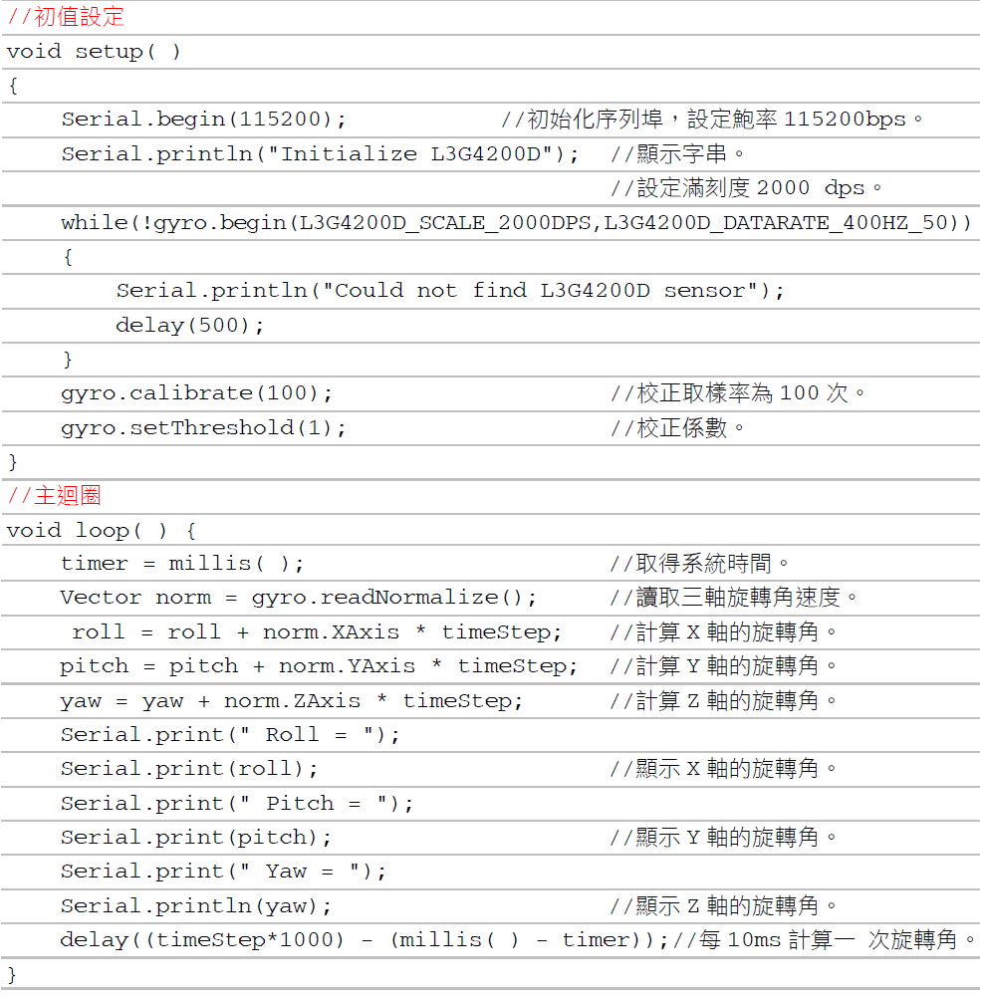 //初值設定
void setup( )
{
    Serial.begin(115200);            //初始化序列埠，設定鮑率 115200bps。
    Serial.println("Initialize L3G4200D");  //顯示字串。
                                        //設定滿刻度 2000 dps。
    while(!gyro.begin(L3G4200D_SCALE_2000DPS,L3G4200D_DATARATE_400HZ_50))
    {
        Serial.println("Could not find L3G4200D sensor");
        delay(500);
    }
    gyro.calibrate(100);                    //校正取樣率為 100 次。
    gyro.setThreshold(1);                   //校正係數。
}
//主迴圈
void loop( ) {
    timer = millis( );                      //取得系統時間。
    Vector norm = gyro.readNormalize();     //讀取三軸旋轉角速度。
     roll = roll + norm.XAxis * timeStep;   //計算 X 軸的旋轉角。
    pitch = pitch + norm.YAxis * timeStep;  //計算 Y 軸的旋轉角。
    yaw = yaw + norm.ZAxis * timeStep;      //計算 Z 軸的旋轉角。
    Serial.print(" Roll = ");
    Serial.print(roll);                     //顯示 X 軸的旋轉角。
    Serial.print(" Pitch = ");
    Serial.print(pitch);                    //顯示 Y 軸的旋轉角。
    Serial.print(" Yaw = ");
    Serial.println(yaw);                    //顯示 Z 軸的旋轉角。
    delay((timeStep*1000) - (millis( ) - timer));//每 10ms 計算一 次旋轉角。
}